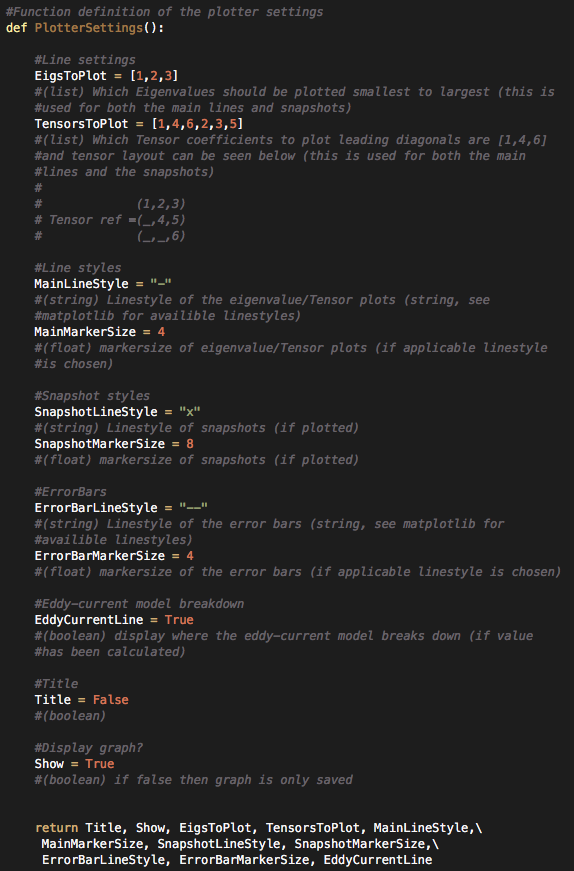 #Function definition of the plotter settings
def PlotterSettings():
#Line settings
EigsToPlot = [1,2,3]
#(list) Which Eigenvalues should be plotted smallest to largest (this is
#used for both the main lines and snapshots)
TensorsToPlot = [1,4,6,2,3,5]
#(list) Which Tensor coefficients to plot leading diagonals are [1,4,6]
#and tensor layout can be seen below (this is used for both the main
#lines and the snapshots)
#
#             (1,2,3)
# Tensor ref =(_,4,5)
#             (_,_,6)
#Line styles
MainLineStyle = "-"
#(string) Linestyle of the eigenvalue/Tensor plots (string, see
#matplotlib for availible linestyles)
MainMarkerSize = 4
#(float) markersize of eigenvalue/Tensor plots (if applicable linestyle
#is chosen)
#Snapshot styles
SnapshotLineStyle = "x"
#(string) Linestyle of snapshots (if plotted)
SnapshotMarkerSize = 8
#(float) markersize of snapshots (if plotted)
#ErrorBars
ErrorBarLineStyle = "--"
#(string) Linestyle of the error bars (string, see matplotlib for
#availible linestyles)
ErrorBarMarkerSize = 4
#(float) markersize of the error bars (if applicable linestyle is chosen)
#Eddy-current model breakdown
EddyCurrentLine = True
#(boolean) display where the eddy-current model breaks down (if value
#has been calculated)
#Title
Title = False
#(boolean)
#Display graph?
Show = True
#(boolean) if false then graph is only saved
return Title, Show, EigsToPlot, TensorsToPlot, MainLineStyle,\
MainMarkerSize, SnapshotLineStyle, SnapshotMarkerSize,\
ErrorBarLineStyle, ErrorBarMarkerSize, EddyCurrentLine